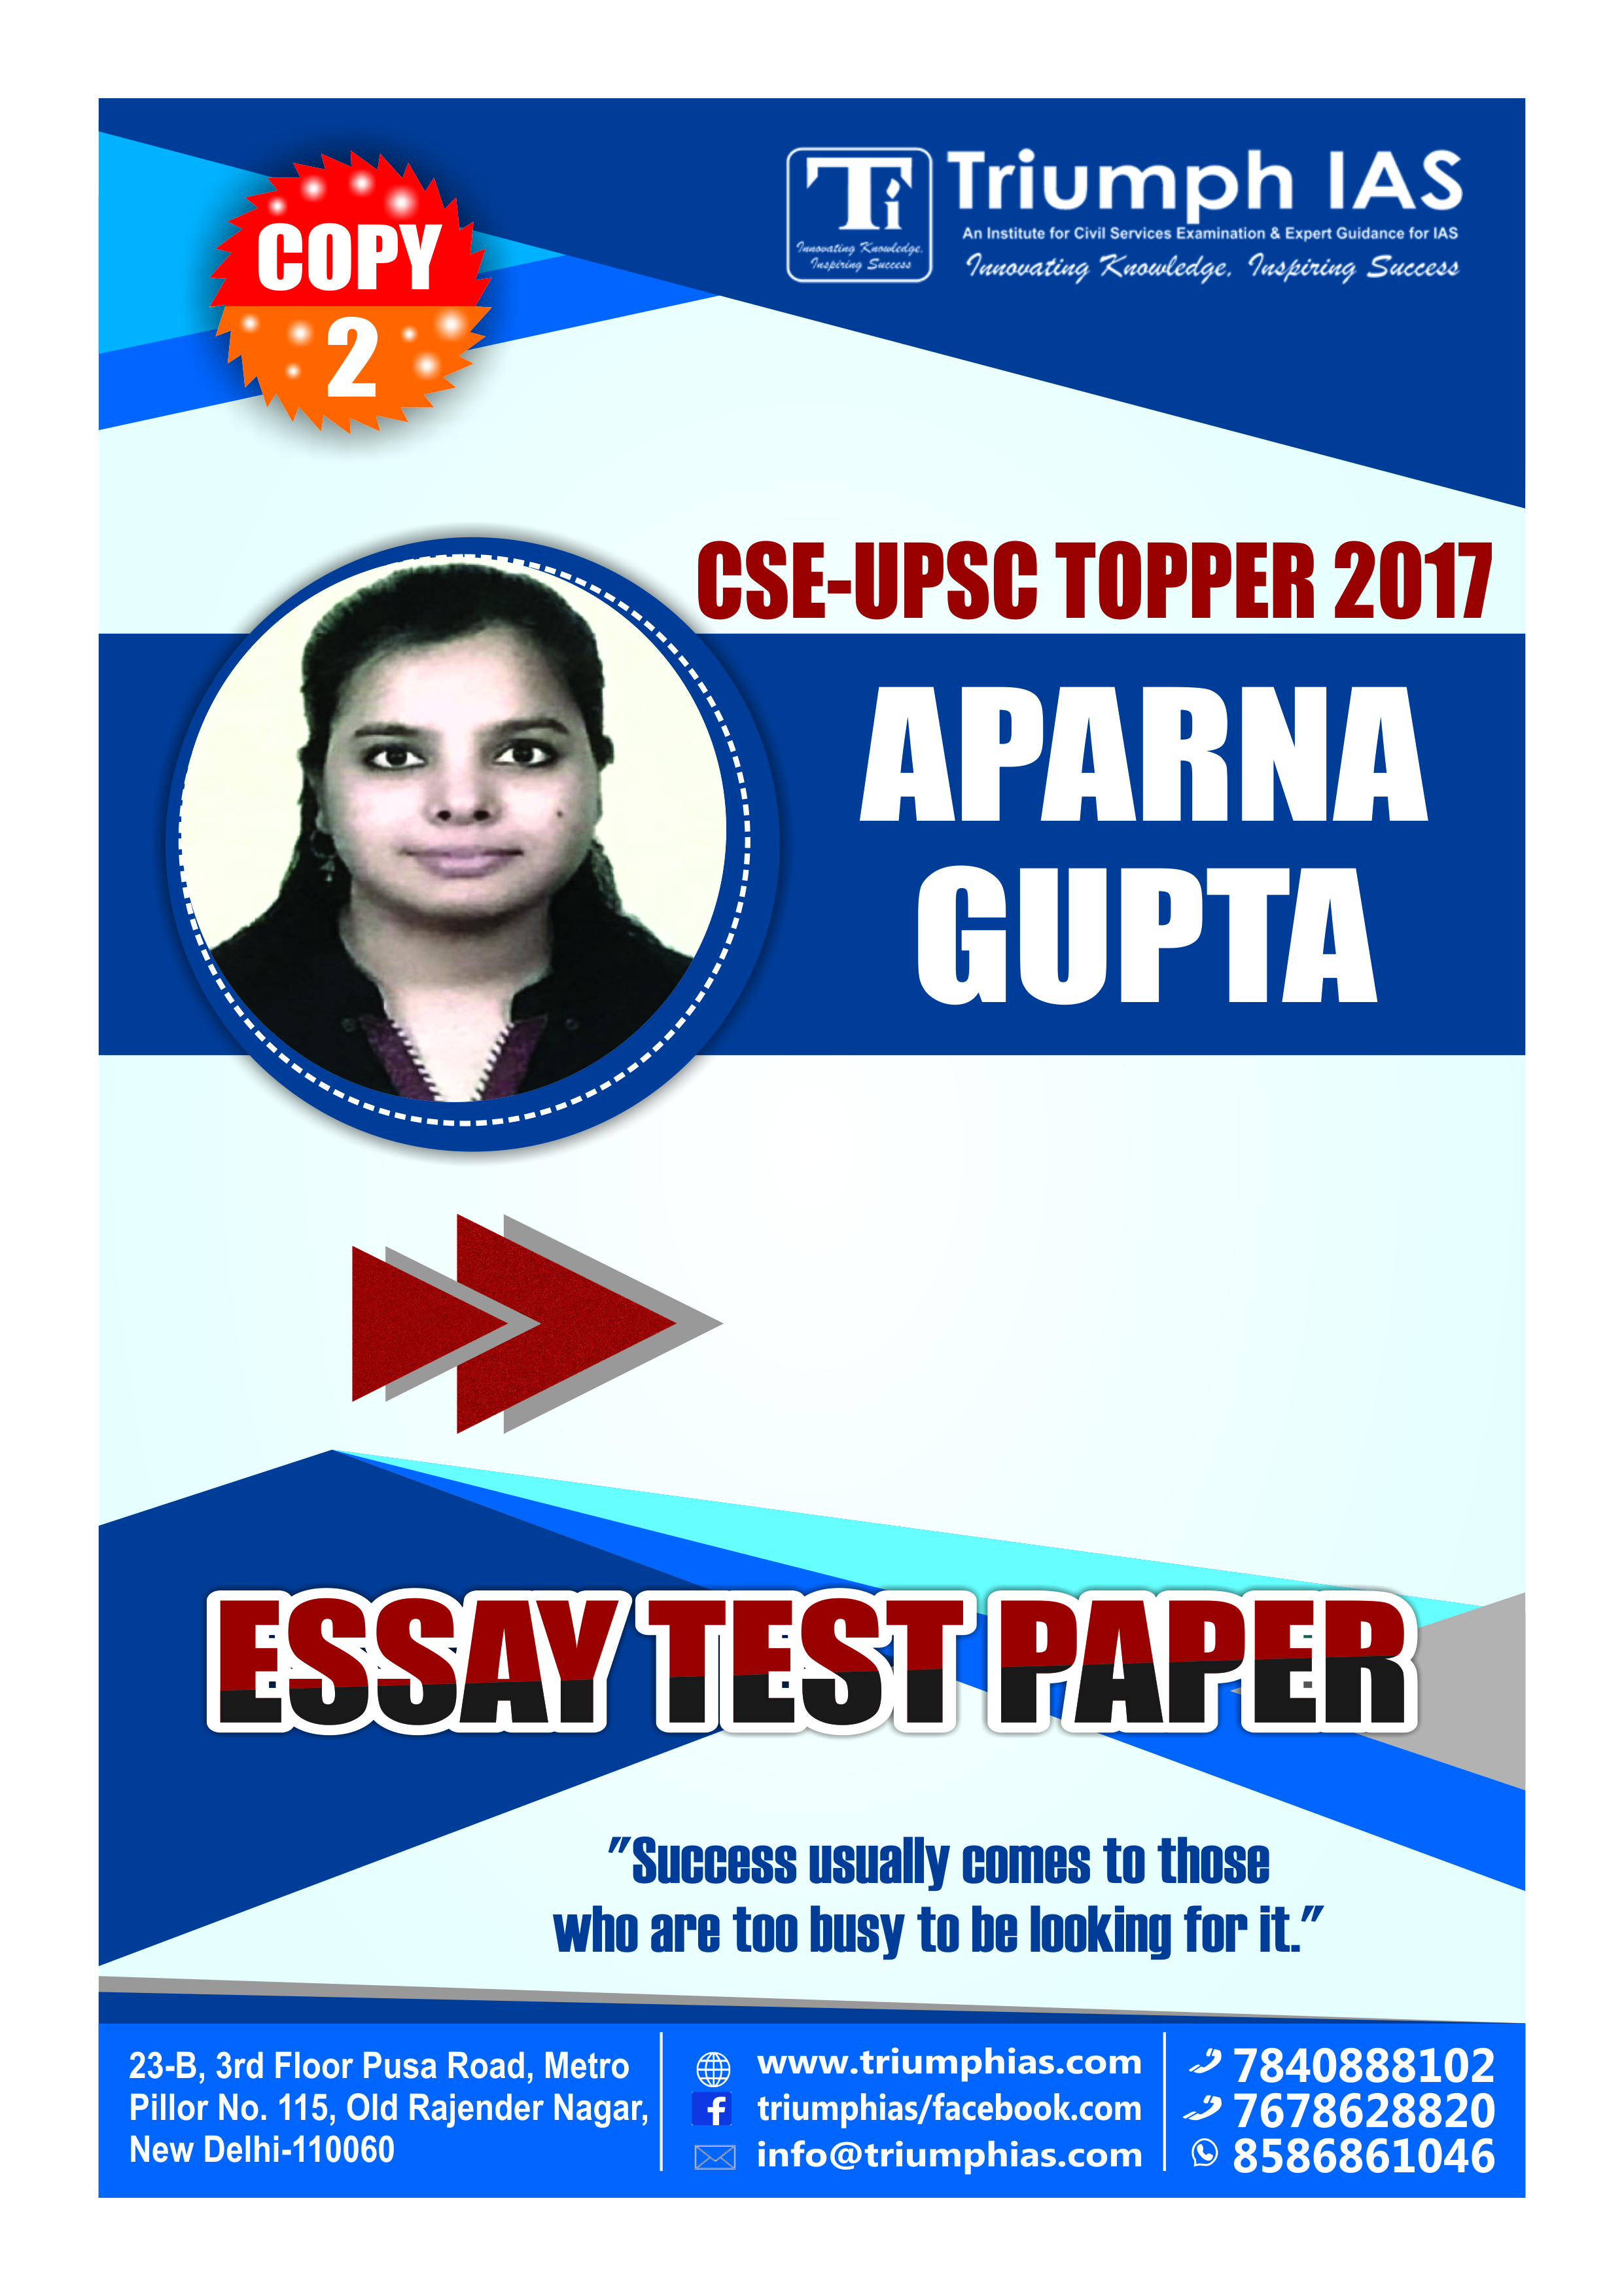 COPY
2
Ti
Innovating Knowledge,
Inspiring Success
Triumph IAS
An Institute for Civil Services Examination & Expert Guidance for IAS
Innovating Knowledge, Inspiring Success
CSE-UPSC TOPPER 2017
APARNA
GUPTA
ESSAY TEST PAPER
"Success usually comes to those
who are too busy to be looking for it."
23-B, 3rd Floor Pusa Road, Metro
Pillor No. 115, Old Rajender Nagar,
New Delhi-110060
www.triumphias.com
triumphias/facebook.com
info@triumphias.com
7840888102
7678628820
8586861046